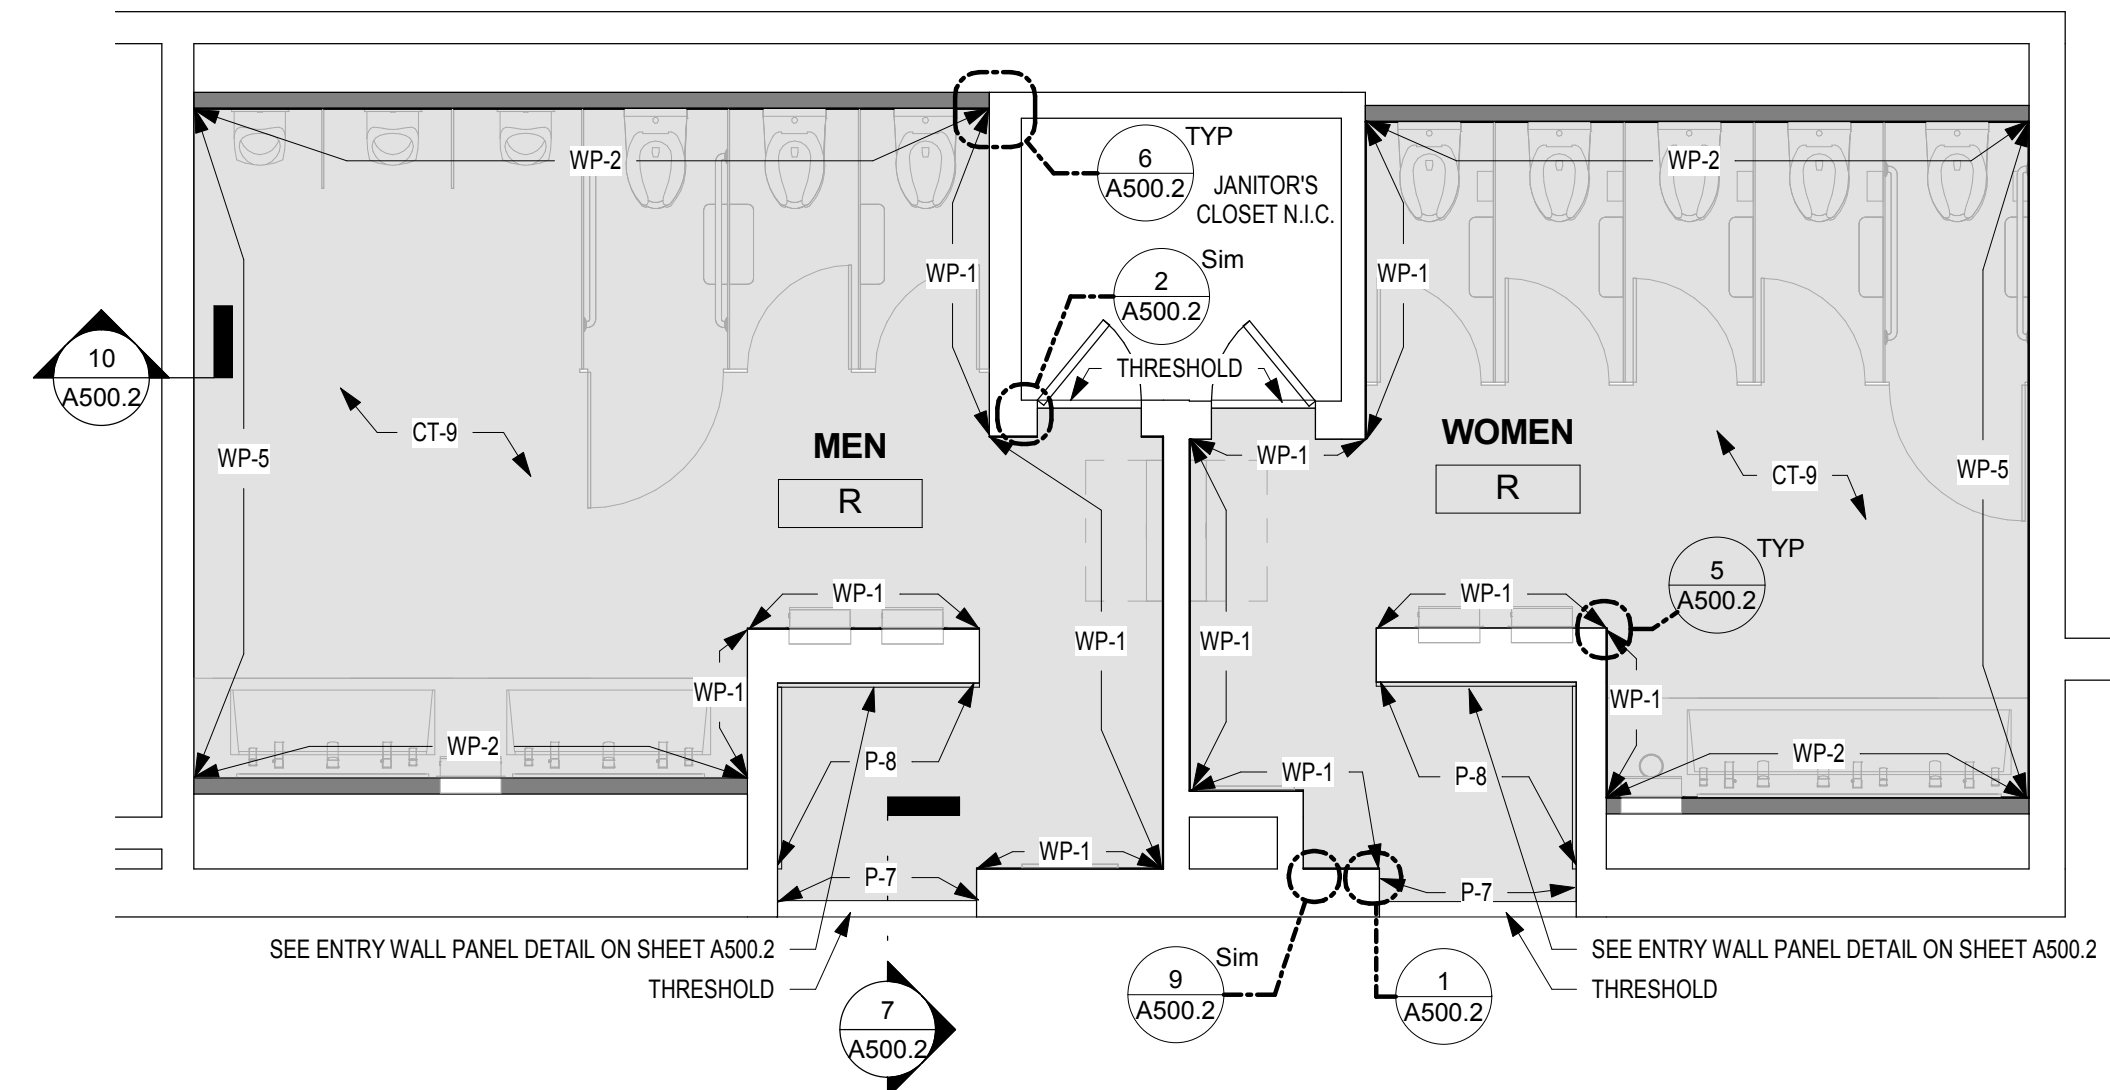 TYP
6
A500.2
WP-2
WP-2
JANITOR'S
CLOSET N.I.C.
Sim
2
A500.2
WP-1
WP-1
10
A500.2
THRESHOLD
CT-9
MEN
WOMEN
WP-5
WP-1
WP-5
CT-9
R
R
TYP
5
A500.2
WP-1
WP-1
WP-1
WP-1
WP-1
WP-1
WP-2
WP-2
P-8
WP-1
P-8
WP-1
P-7
P-7
SEE ENTRY WALL PANEL DETAIL ON SHEET A500.2
SEE ENTRY WALL PANEL DETAIL ON SHEET A500.2
THRESHOLD
THRESHOLD
Sim
9
A500.2
1
A500.2
7
A500.2